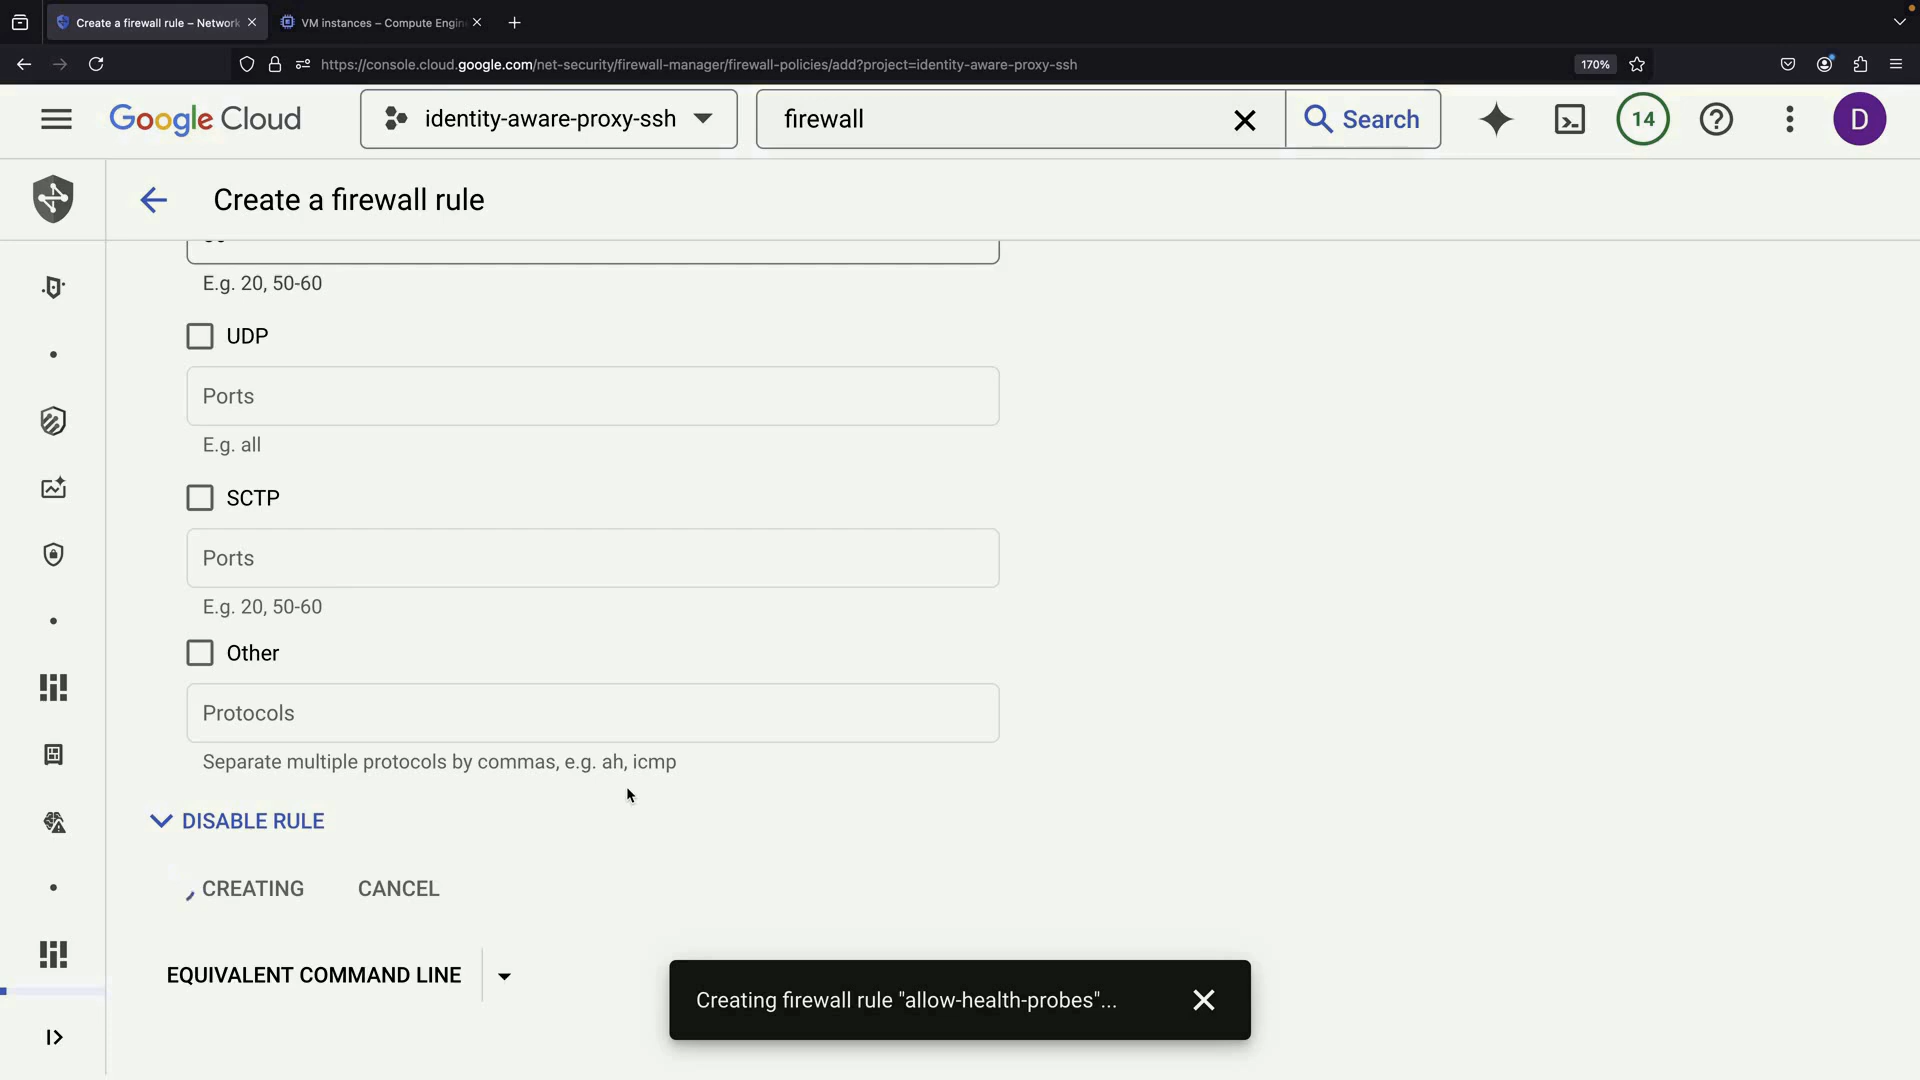 Create a firewall rule – Network
VM instances – Compute Engin
https://console.cloud.google.com/net-security/firewall-manager/firewall-policies/add?project=identity-aware-proxy-ssh
170%
Google Cloud
identity-aware-proxy-ssh
firewall
Search
14
D
Create a firewall rule
E.g. 20, 50-60
UDP
Ports
E.g. all
SCTP
Ports
E.g. 20, 50-60
Other
Protocols
Separate multiple protocols by commas, e.g. ah, icmp
DISABLE RULE
CREATING
CANCEL
EQUIVALENT COMMAND LINE
Creating firewall rule "allow-health-probes"...